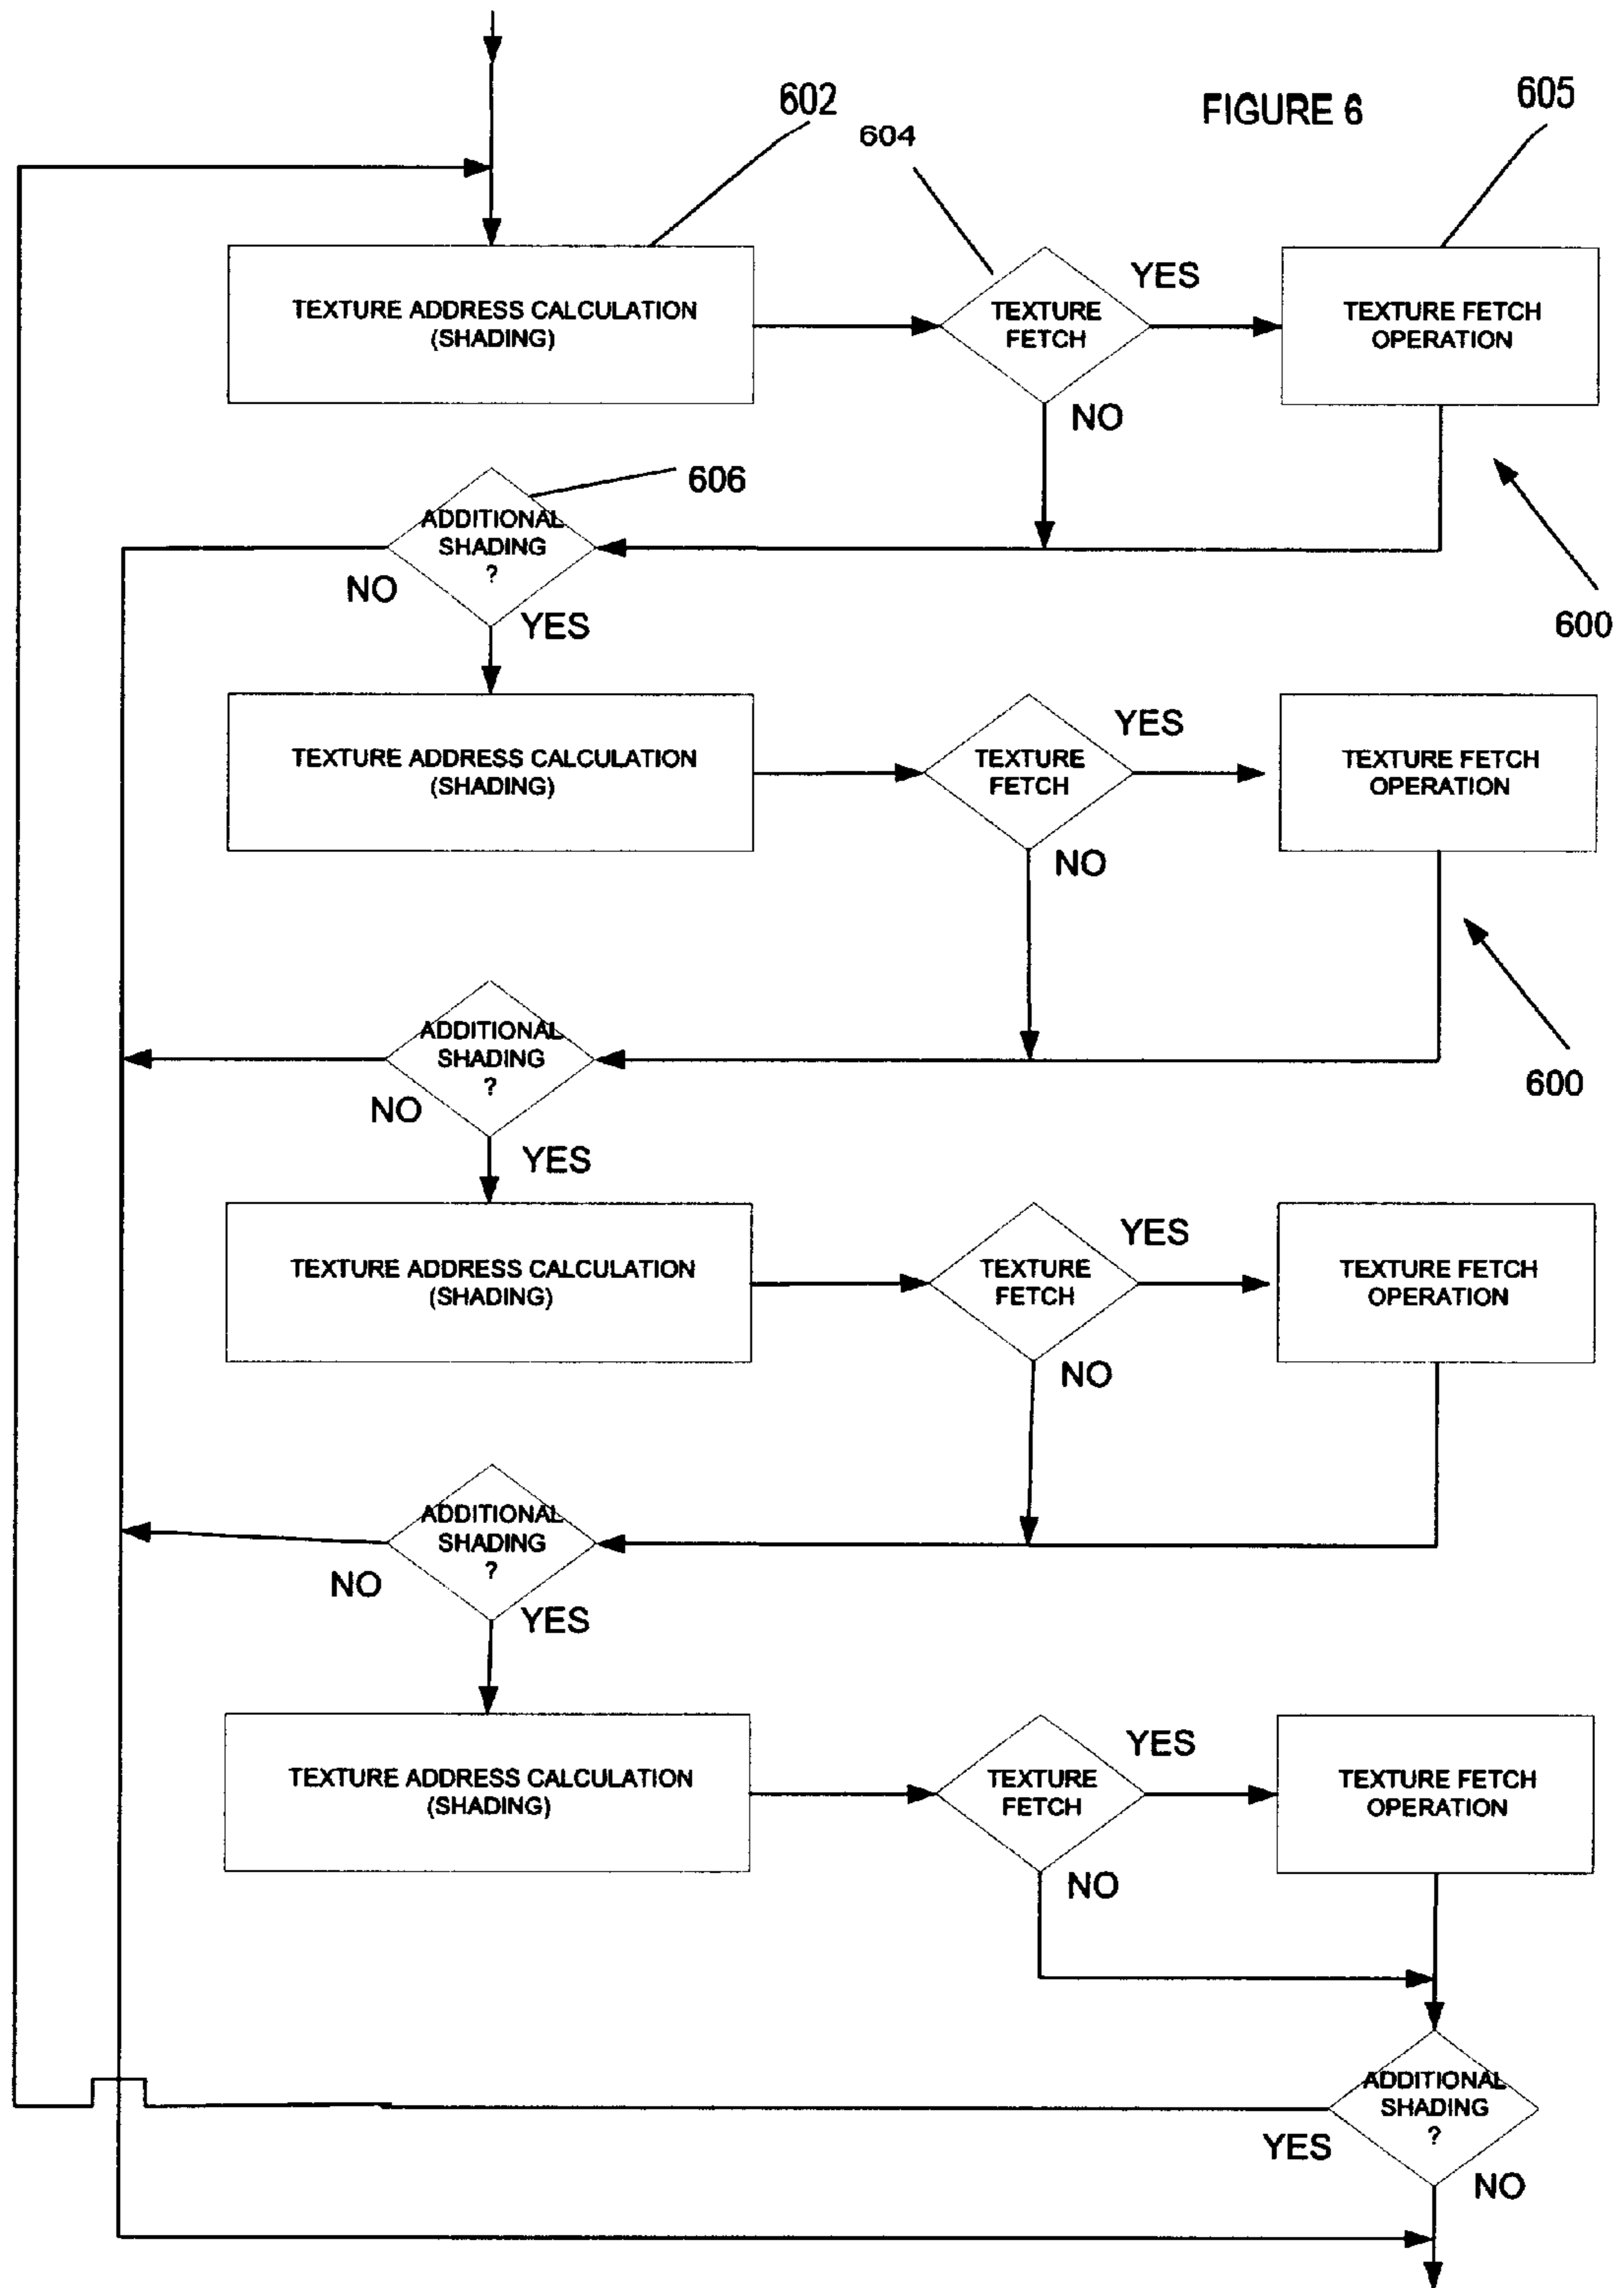 FIGURE 6
602
604
605
TEXTURE ADDRESS CALCULATION
(SHADING)
TEXTURE
FETCH
YES
NO
TEXTURE FETCH
OPERATION
600
606
ADDITIONAL
SHADING
?
NO
YES
TEXTURE ADDRESS CALCULATION
(SHADING)
TEXTURE
FETCH
YES
NO
TEXTURE FETCH
OPERATION
600
ADDITIONAL
SHADING
?
NO
YES
TEXTURE ADDRESS CALCULATION
(SHADING)
TEXTURE
FETCH
YES
NO
TEXTURE FETCH
OPERATION
ADDITIONAL
SHADING
?
NO
YES
TEXTURE ADDRESS CALCULATION
(SHADING)
TEXTURE
FETCH
YES
NO
TEXTURE FETCH
OPERATION
ADDITIONAL
SHADING
?
YES
NO